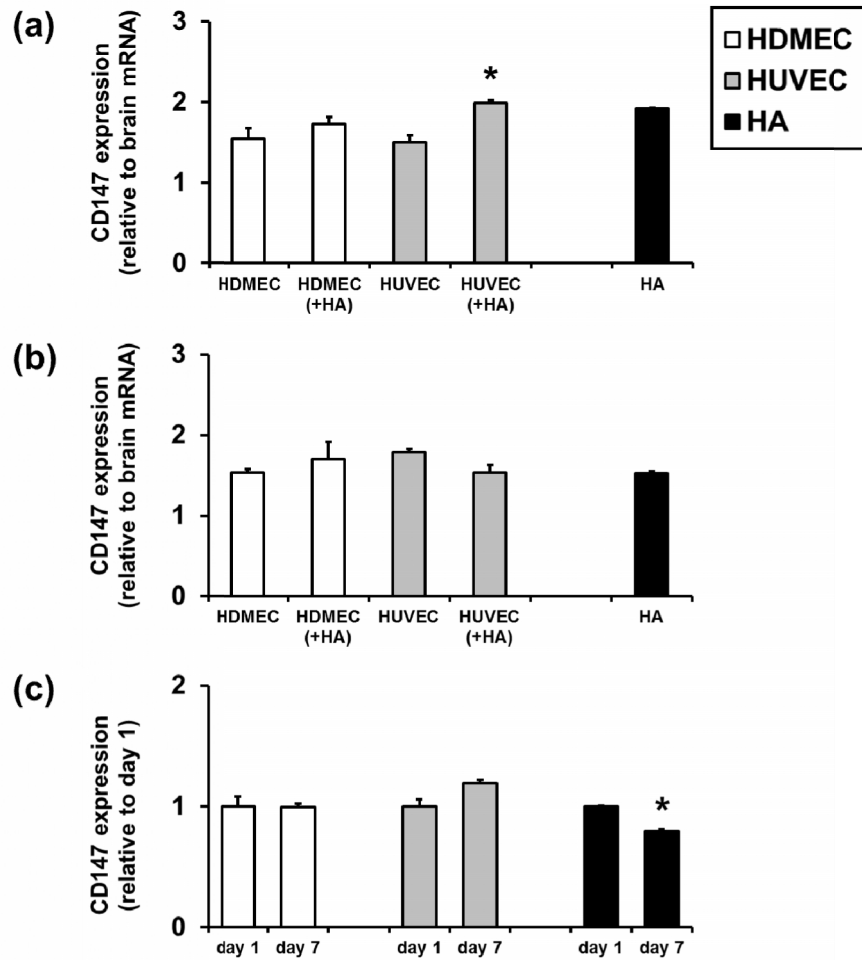 (a)
CD147 expression
(relative to brain mRNA)
3
2
1
0
*
HDMEC
HDMEC
(+HA)
HUVEC
HUVEC
(+HA)
HA
HDMEC
HUVEC
HA
(b)
CD147 expression
(relative to brain mRNA)
3
2
1
0
HDMEC
HDMEC
(+HA)
HUVEC
HUVEC
(+HA)
HA
(c)
CD147 expression
(relative to day 1)
2
1
0
*
day 1
day 7
day 1
day 7
day 1
day 7